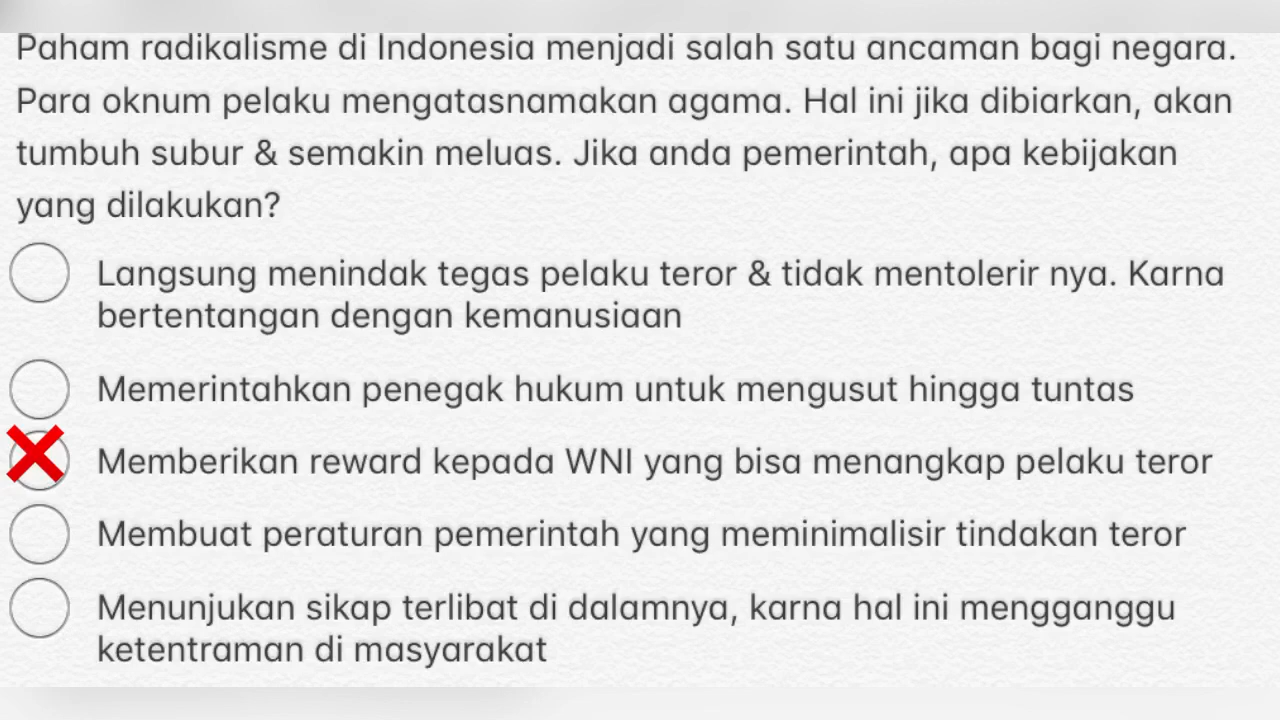 Paham radikalisme di Indonesia menjadi salah satu ancaman bagi negara.
Para oknum pelaku mengatasnamakan agama. Hal ini jika dibiarkan, akan
tumbuh subur & semakin meluas. Jika anda pemerintah, apa kebijakan
yang dilakukan?
Langsung menindak tegas pelaku teror & tidak mentolerir nya. Karna
bertentangan dengan kemanusiaan
Memerintahkan penegak hukum untuk mengusut hingga tuntas
Memberikan reward kepada WNI yang bisa menangkap pelaku teror
Membuat peraturan pemerintah yang meminimalisir tindakan teror
Menunjukan sikap terlibat di dalamnya, karna hal ini mengganggu
ketentraman di masyarakat